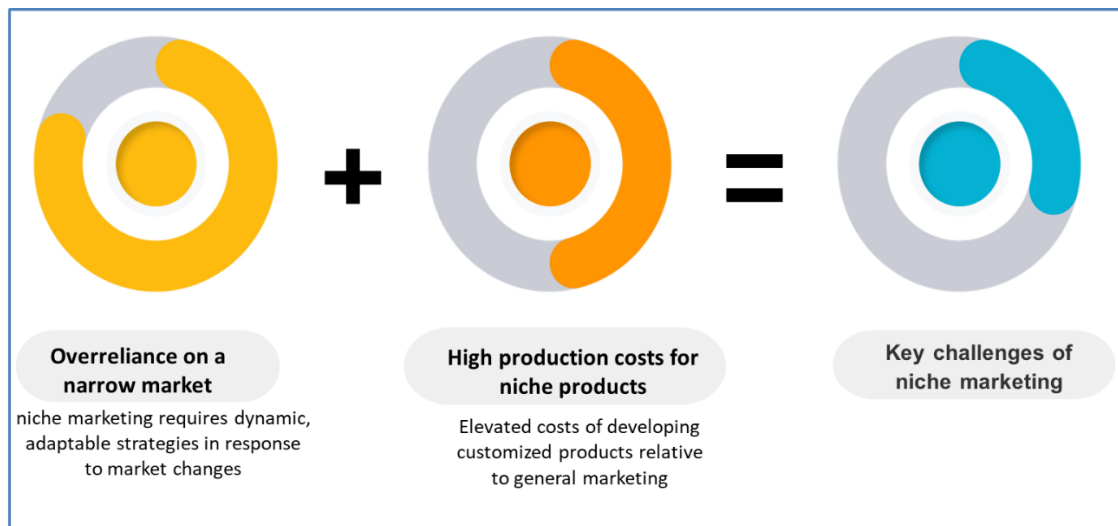 +
=
Overreliance on a
narrow market
niche marketing requires dynamic,
adaptable strategies in response
to market changes
High production costs for
niche products
Elevated costs of developing
customized products relative
to general marketing
Key challenges of
niche marketing